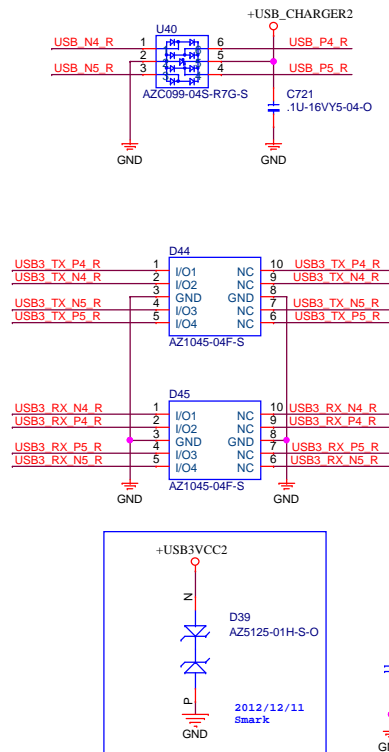 +USB_CHARGER2
U40
USB_N4_R 1 6 USB_P4_R
2 5
USB_N5_R 3 4 USB_P5_R
AZC099-04S-R7G-S
C721
.1U-16VY5-04-O
GND GND
D44
USB3_TX_P4_R 1 I/O1 NC 10 USB3_TX_P4_R
USB3_TX_N4_R 2 I/O2 NC 9 USB3_TX_N4_R
3 GND GND 8
USB3_TX_N5_R 4 I/O3 NC 7 USB3_TX_N5_R
USB3_TX_P5_R 5 I/O4 NC 6 USB3_TX_P5_R
AZ1045-04F-S
D45
USB3_RX_N4_R 1 I/O1 NC 10 USB3_RX_N4_R
USB3_RX_P4_R 2 I/O2 NC 9 USB3_RX_P4_R
3 GND GND 8
USB3_RX_P5_R 4 I/O3 NC 7 USB3_RX_P5_R
USB3_RX_N5_R 5 I/O4 NC 6 USB3_RX_N5_R
AZ1045-04F-S
GND GND
+USB3VCC2
N
D39
AZ5125-01H-S-O
P
2012/12/11
Smark
GND